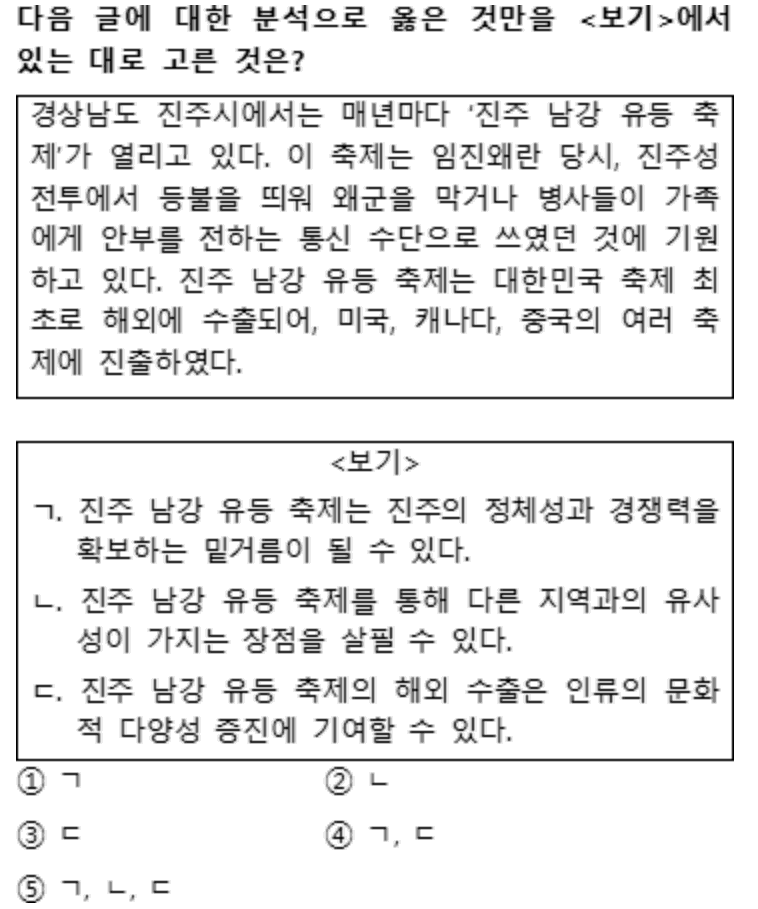 다음 글에 대한 분석으로 옳은 것만을 <보기>에서
있는 대로 고른 것은?
경상남도 진주시에서는 매년마다 '진주 남강 유등 축
제'가 열리고 있다. 이 축제는 임진왜란 당시, 진주성
전투에서 등불을 띄워 왜군을 막거나 병사들이 가족
에게 안부를 전하는 통신 수단으로 쓰였던 것에 기원
하고 있다. 진주 남강 유등 축제는 대한민국 축제 최
초로 해외에 수출되어, 미국, 캐나다, 중국의 여러 축
제에 진출하였다.
<보기>
ㄱ. 진주 남강 유등 축제는 진주의 정체성과 경쟁력을
확보하는 밑거름이 될 수 있다.
ㄴ. 진주 남강 유등 축제를 통해 다른 지역과의 유사
성이 가지는 장점을 살필 수 있다.
ㄷ. 진주 남강 유등 축제의 해외 수출은 인류의 문화
적 다양성 증진에 기여할 수 있다.
① ㄱ ② ㄴ
③ ㄷ ④ ㄱ, ㄷ
⑤ ㄱ, ㄴ, ㄷ